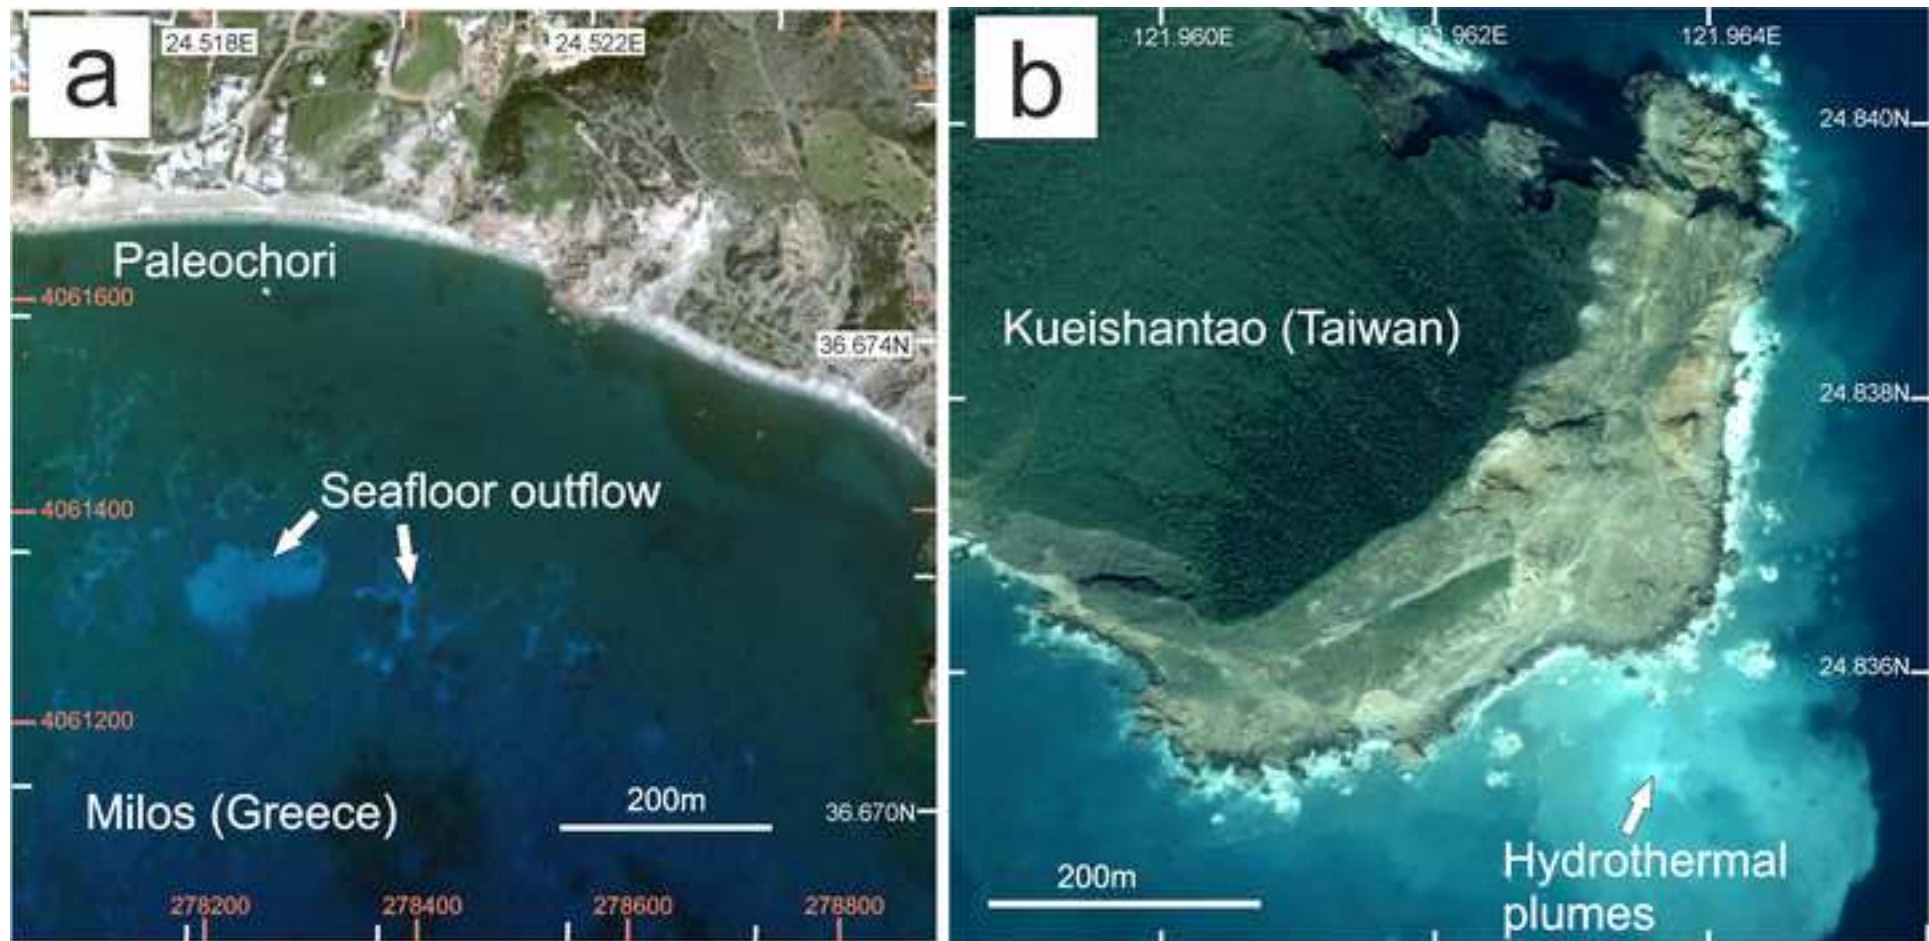 a
24.518E
24.522E
Paleochori
4061600
36.674N
Seafloor outflow
4061400
4061200
Milos (Greece)
200m
36.670N
278200
278400
278600
278800
b
121.960E
121.962E
121.964E
24.840N
Kueishantao (Taiwan)
24.838N
24.836N
Hydrothermal
plumes
200m